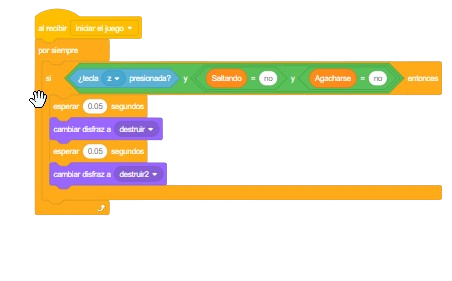 al recibir iniciar el juego
por siempre
si ¿tecla z presionada? y Saltando = no y Agacharse = no entonces
esperar 0.05 segundos
cambiar disfraz a destruir
esperar 0.05 segundos
cambiar disfraz a destruir2